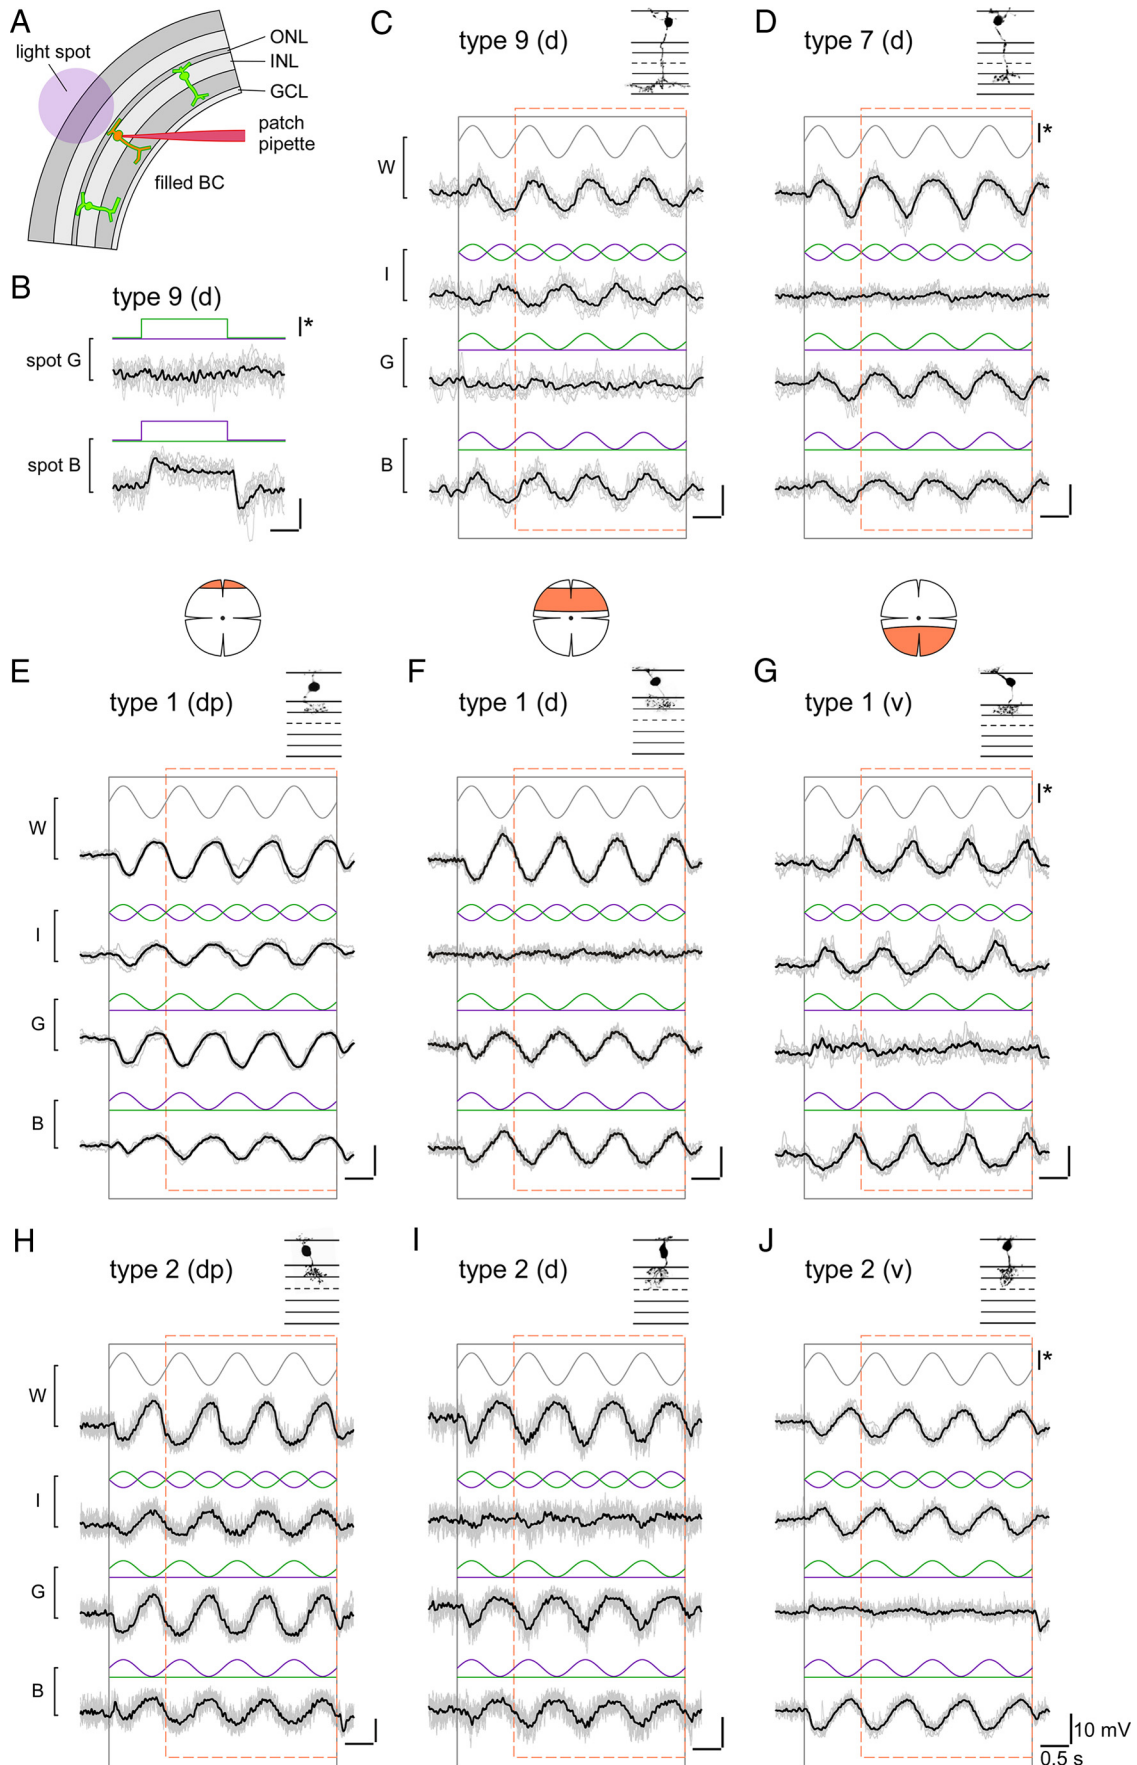 A
light spot
ONL
INL
GCL
patch
pipette
filled BC
B
type 9 (d)
*
spot G
spot B
C
type 9 (d)
W
I
G
B
D
type 7 (d)
*
E
type 1 (dp)
W
I
G
B
F
type 1 (d)
G
type 1 (v)
*
H
type 2 (dp)
W
I
G
B
I
type 2 (d)
J
type 2 (v)
*
10 mV
0.5 s